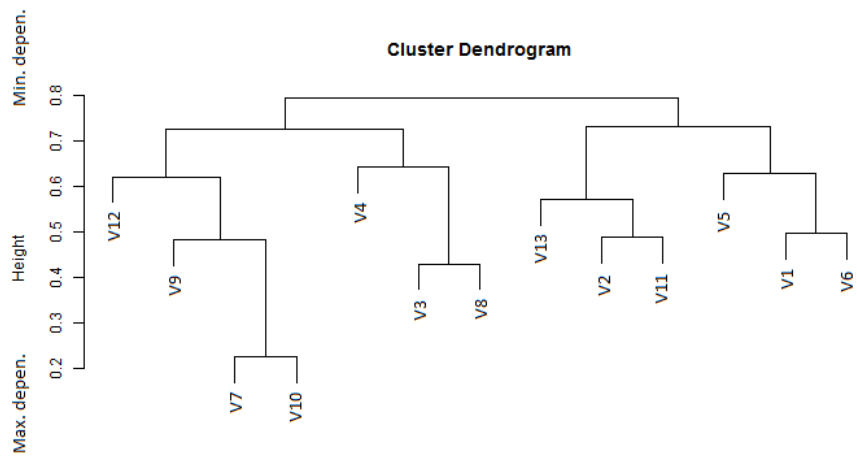 Cluster Dendrogram
Min. depen.
Height
Max. depen.
0.8
0.7
0.6
0.5
0.4
0.3
0.2
V12
V9
V7
V10
V4
V3
V8
V13
V2
V11
V5
V1
V6